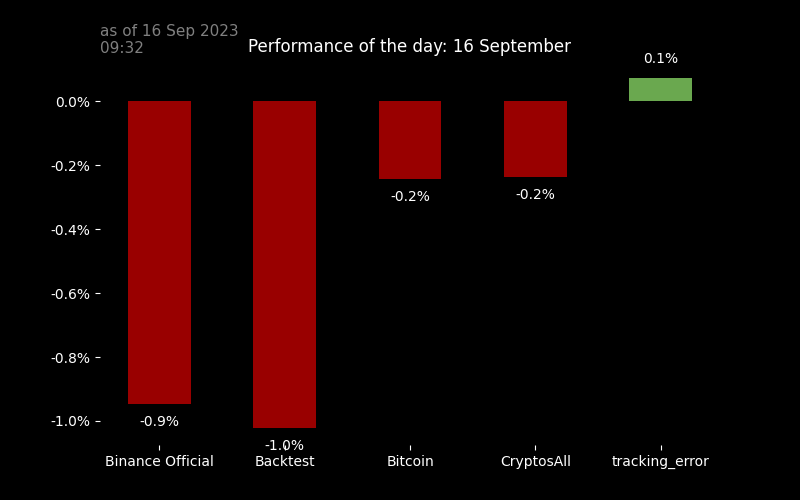 as of 16 Sep 2023
09:32
Performance of the day: 16 September
0.1%
0.0%
-0.2%
-0.2%
-0.2%
-0.4%
-0.6%
-0.8%
-1.0%
-0.9%
-1.0%
Binance Official
Backtest
Bitcoin
CryptosAll
tracking_error